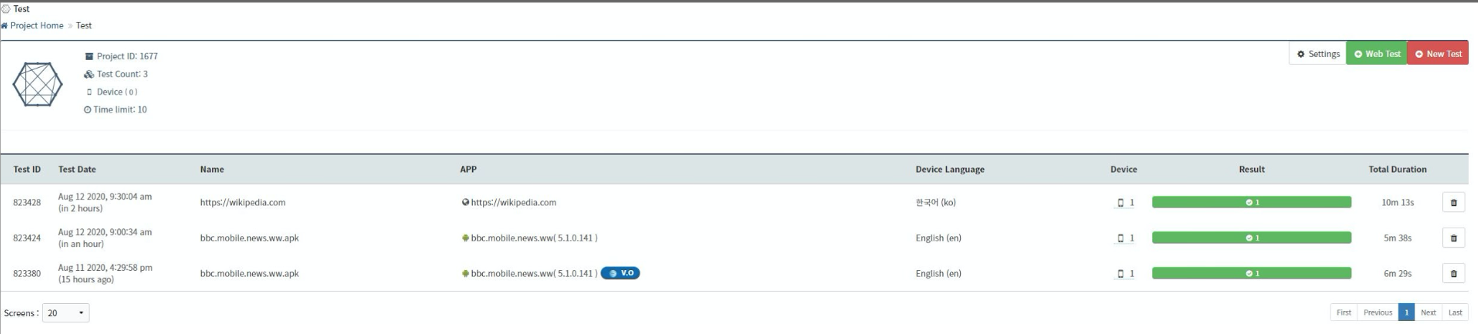 Test
Project Home » Test
Project ID: 1677
Test Count: 3
Device ( 0 )
Time limit: 10
Settings Web Test New Test
Test ID Test Date Name APP Device Language Device Result Total Duration
823428 Aug 12 2020, 9:30:04 am https://wikipedia.com https://wikipedia.com 한국어 (ko) 1 1 10m 13s
(in 2 hours)
823424 Aug 12 2020, 9:00:34 am bbc.mobile.news.ww.apk bbc.mobile.news.ww( 5.1.0.141 ) English (en) 1 1 5m 38s
(in an hour)
823380 Aug 11 2020, 4:29:58 pm bbc.mobile.news.ww.apk bbc.mobile.news.ww( 5.1.0.141 ) V.O English (en) 1 1 6m 29s
(15 hours ago)
Screens : 20 First Previous 1 Next Last